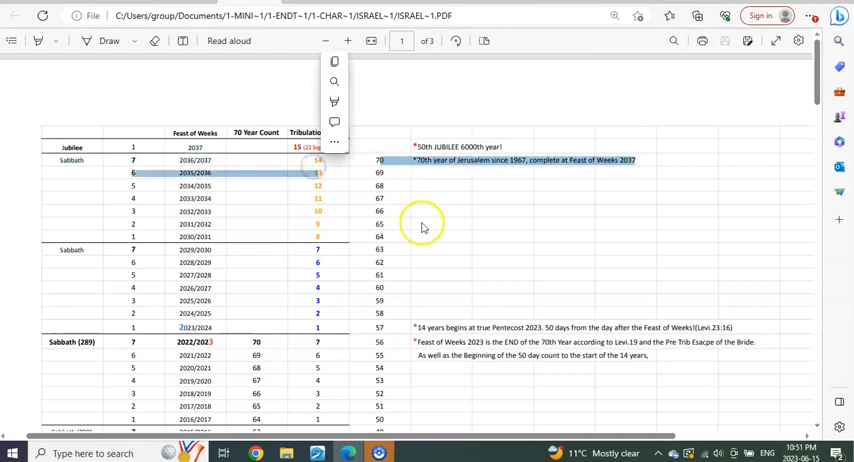 File | C:/Users/group/Documents/1-MINI~1/1-ENDT~1/1-CHAR~1/ISRAEL~1/ISRAEL~1.PDF
Sign in
Draw
Read aloud
1 of 3
Feast of Weeks 70 Year Count Tribulatio
Jubilee 1 2037 15 (22 big *50th JUBILEE 6000th year!
Sabbath 7 2036/2037 14 70 *70th year of Jerusalem since 1967, complete at Feast of Weeks 2037
6 2035/2036 69
5 2034/2035 12 68
4 2033/2034 11 67
3 2032/2033 10 66
2 2031/2032 9 65
1 2030/2031 8 64
Sabbath 7 2029/2030 7 63
6 2028/2029 6 62
5 2027/2028 5 61
4 2026/2027 4 60
3 2025/2026 3 59
2 2024/2025 2 58
1 2023/2024 1 57 *14 years begins at true Pentecost 2023. 50 days from the day after the Feast of Weeks!(Levi.23:16)
Sabbath (289) 7 2022/2023 70 7 56 *Feast of Weeks 2023 is the END of the 70th Year according to Levi.19 and the Pre Trib Esacpe of the Bride.
6 2021/2022 69 6 55 As well as the Beginning of the 50 day count to the start of the 14 years,
5 2020/2021 68 5 54
4 2019/2020 67 4 53
3 2018/2019 66 3 52
2 2017/2018 65 2 51
1 2016/2017 64 1 50
Type here to search
11°C Mostly cloudy
ENG
10:51 PM
2023-06-15